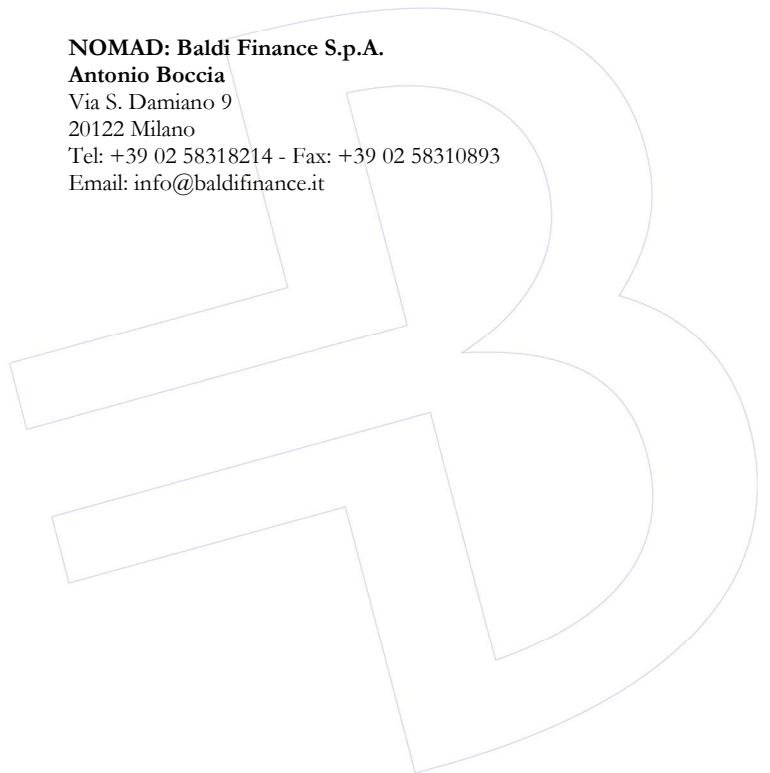 NOMAD: Baldi Finance S.p.A.
Antonio Boccia
Via S. Damiano 9
20122 Milano
Tel: +39 02 58318214 - Fax: +39 02 58310893
Email: info@baldifinance.it